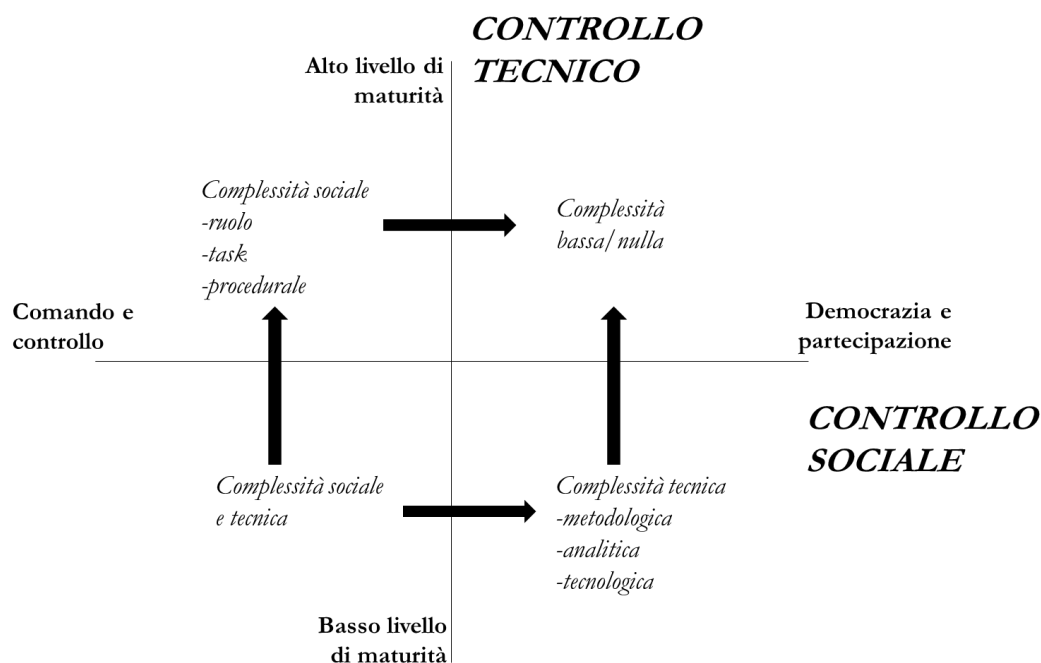 CONTROLLO
TECNICO
Alto livello di
maturità
Complessità sociale
-ruolo
-task
-procedurale
Complessità
bassa/nulla
Comando e
controllo
Democrazia e
partecipazione
CONTROLLO
SOCIALE
Complessità sociale
e tecnica
Complessità tecnica
-metodologica
-analitica
-tecnologica
Basso livello
di maturità